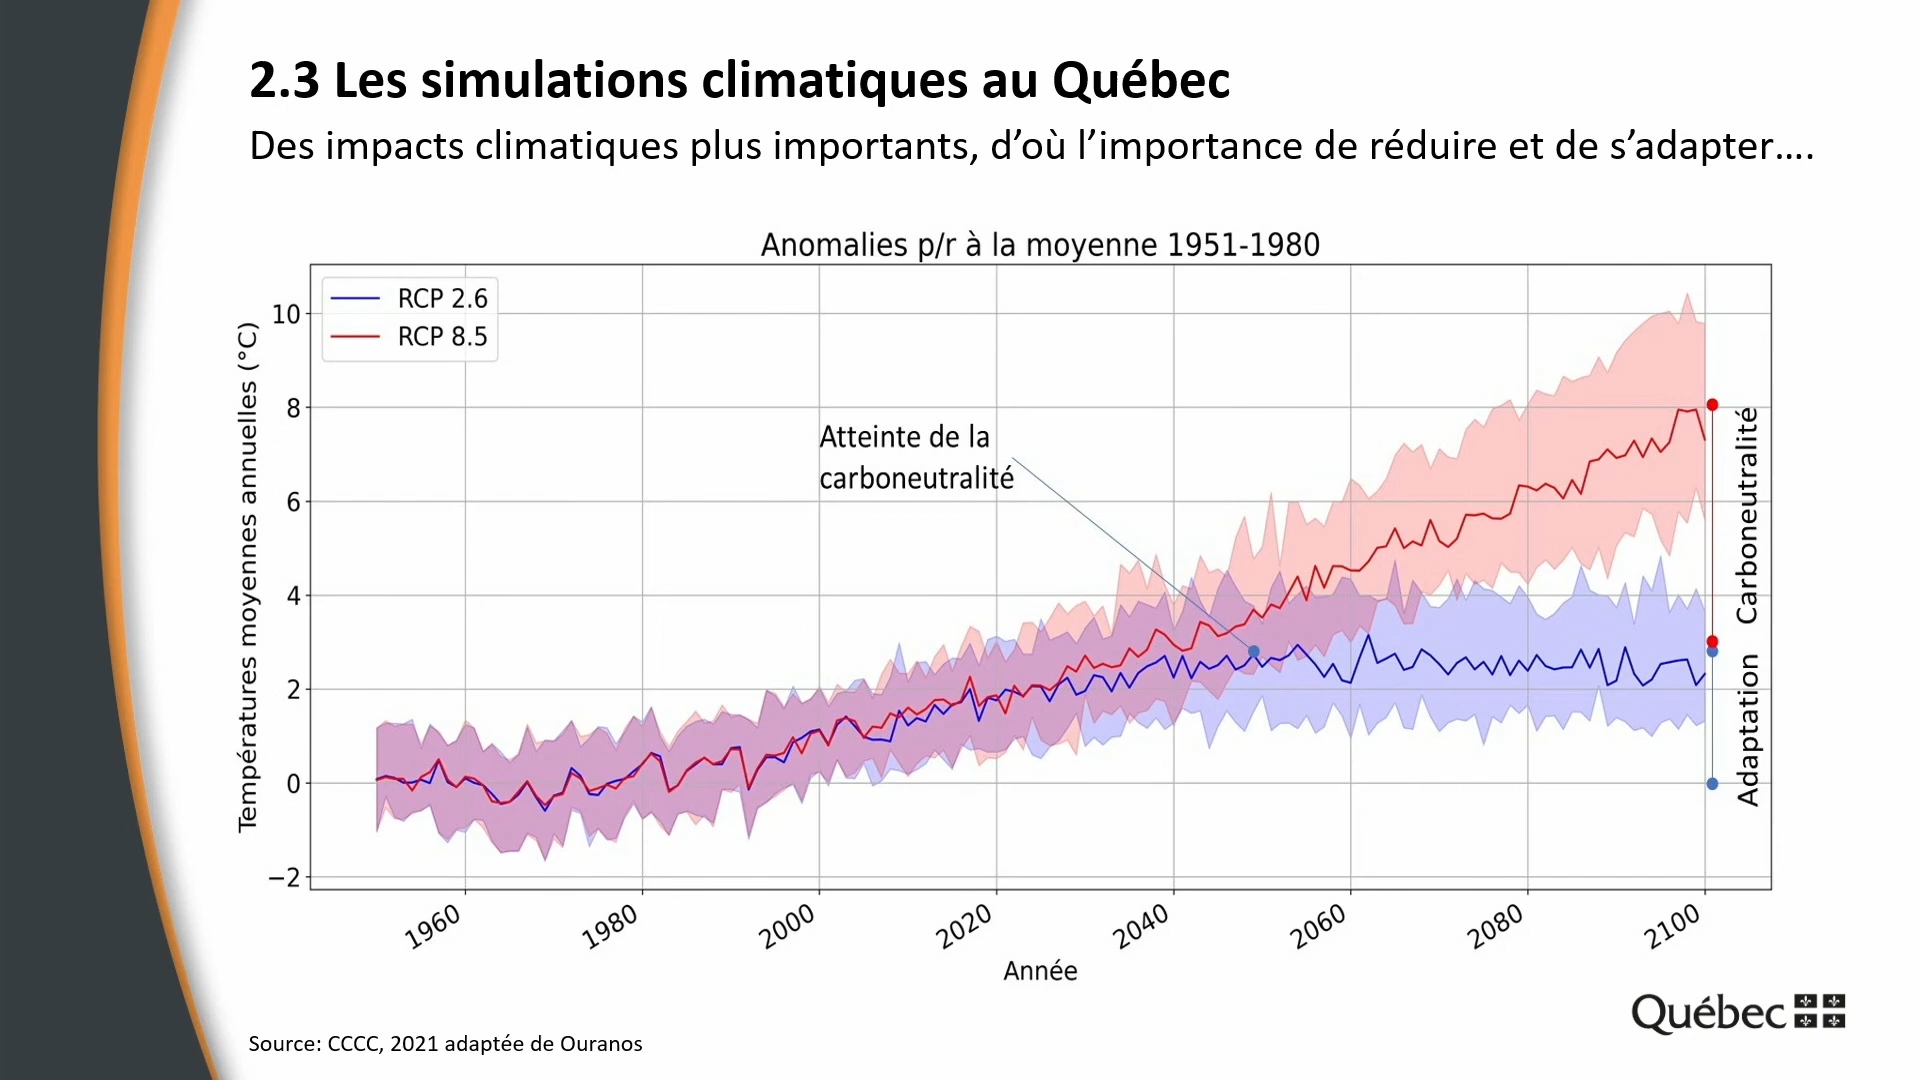 2.3 Les simulations climatiques au Québec
Des impacts climatiques plus importants, d’où l’importance de réduire et de s’adapter….
Anomalies p/r à la moyenne 1951-1980
RCP 2.6
RCP 8.5
Températures moyennes annuelles (°C)
10
8
6
4
2
0
−2
Atteinte de la
carboneutralité
Carboneutralité
Adaptation
1960
1980
2000
2020
2040
2060
2080
2100
Année
Québec
Source: CCCC, 2021 adaptée de Ouranos